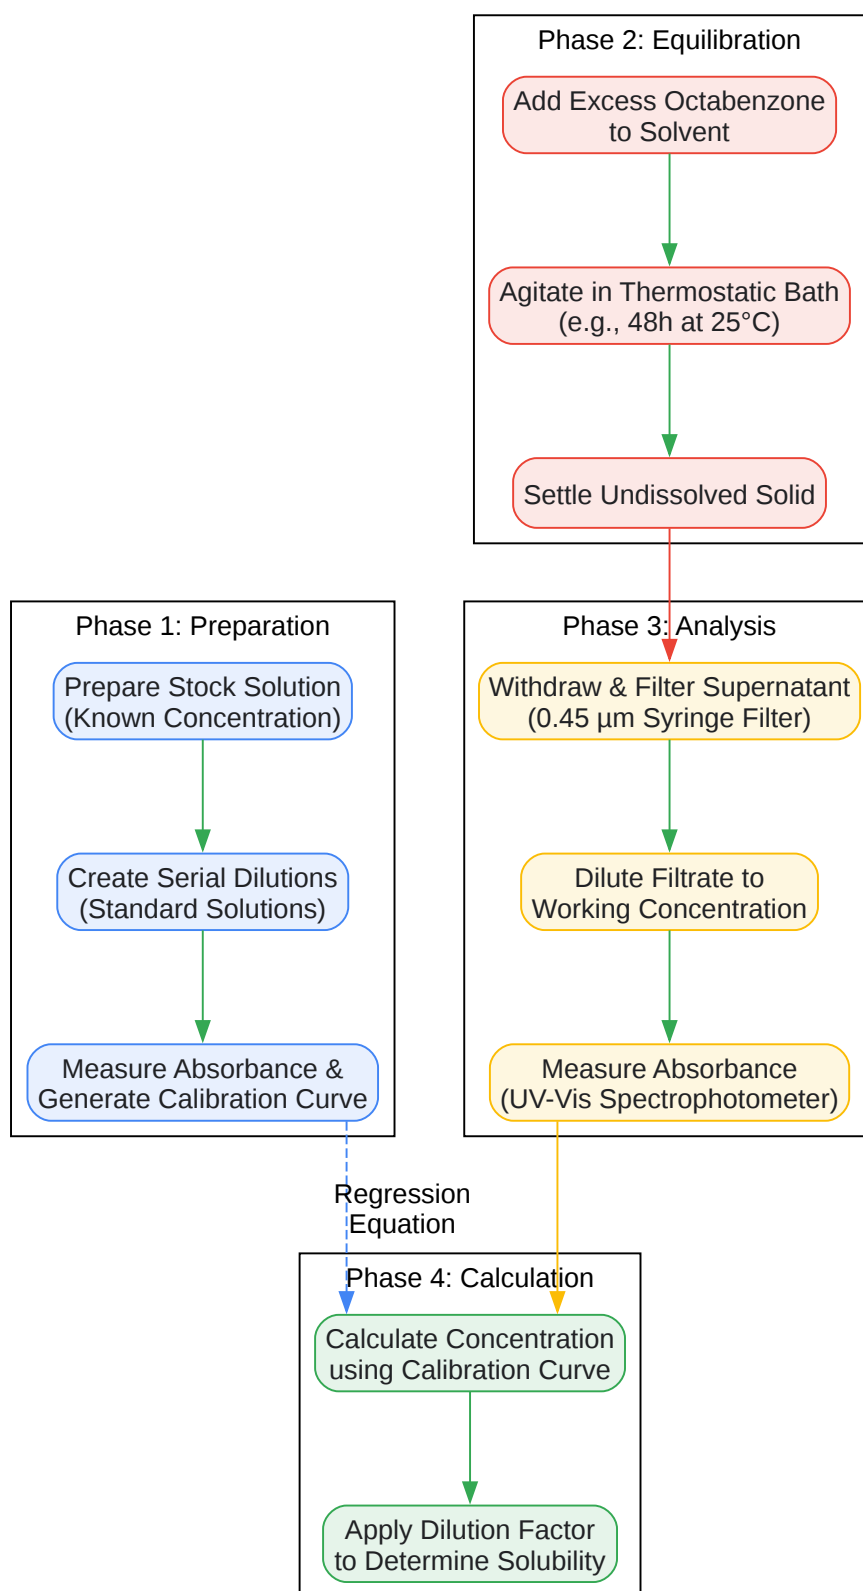 Phase 2: Equilibration
Add Excess Octabenzone
to Solvent
Agitate in Thermostatic Bath
(e.g., 48h at 25°C)
Settle Undissolved Solid
Phase 1: Preparation
Prepare Stock Solution
(Known Concentration)
Create Serial Dilutions
(Standard Solutions)
Measure Absorbance &
Generate Calibration Curve
Phase 3: Analysis
Withdraw & Filter Supernatant
(0.45 µm Syringe Filter)
Dilute Filtrate to
Working Concentration
Measure Absorbance
(UV-Vis Spectrophotometer)
Regression
Equation
Phase 4: Calculation
Calculate Concentration
using Calibration Curve
Apply Dilution Factor
to Determine Solubility